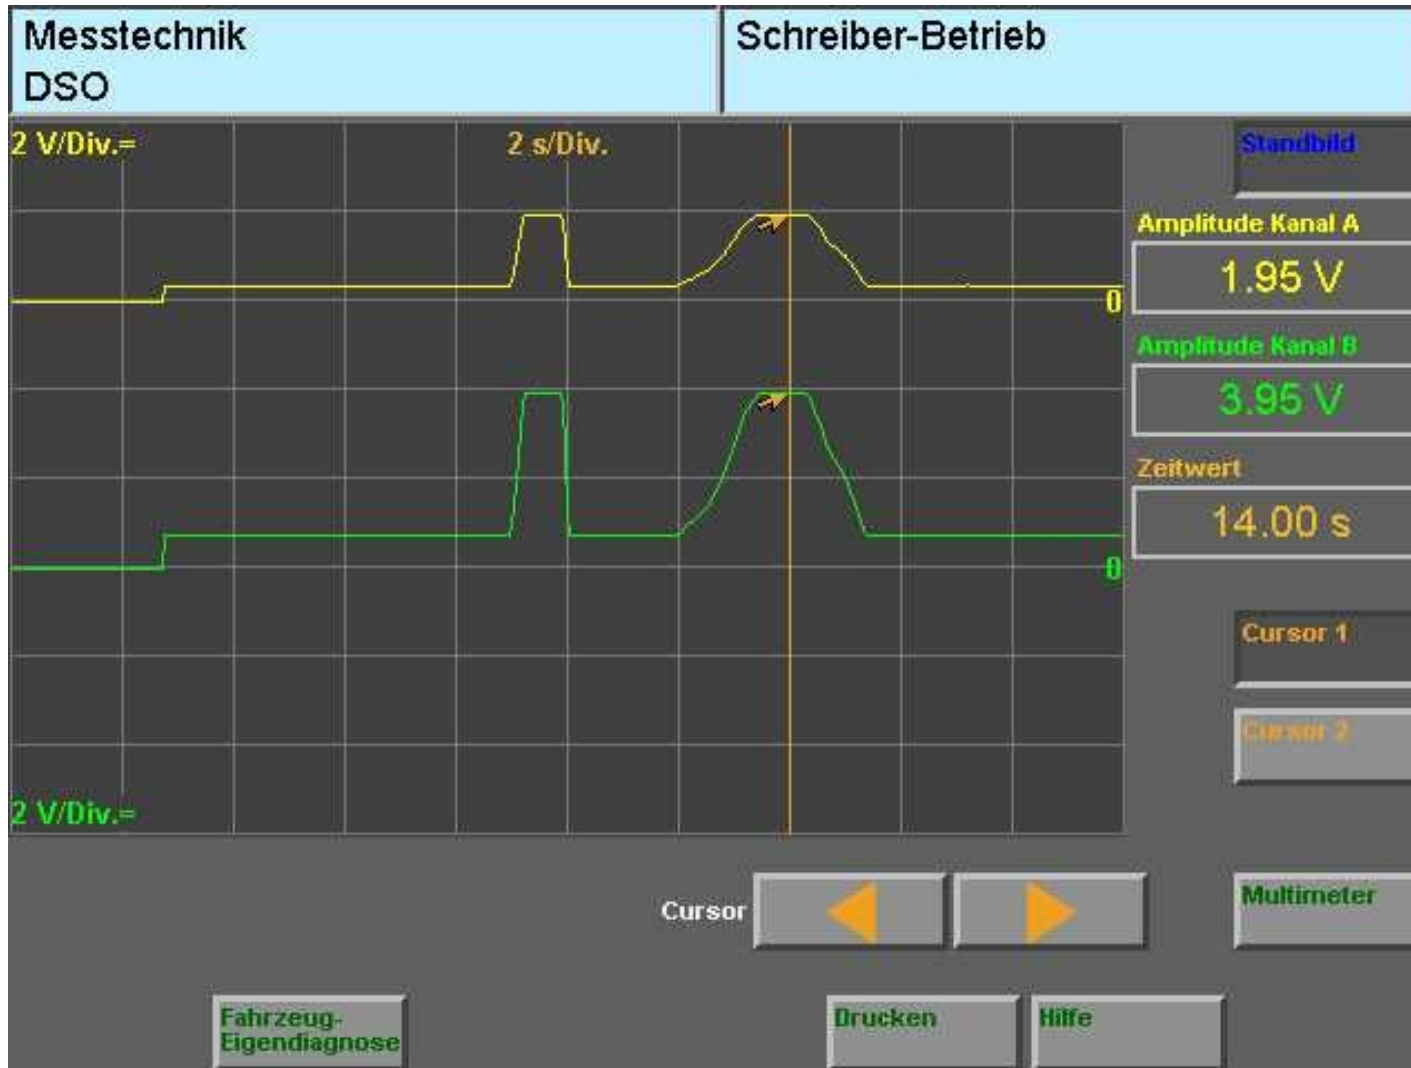 Messtechnik
DSO
Schreiber-Betrieb
2 V/Div.=
2 s/Div.
Standbild
Amplitude Kanal A
1.95 V
0
Amplitude Kanal B
3.95 V
Zeitwert
14.00 s
0
Cursor 1
Cursor 2
2 V/Div.=
Cursor
Multimeter
Fahrzeug-
Eigendiagnose
Drucken
Hilfe